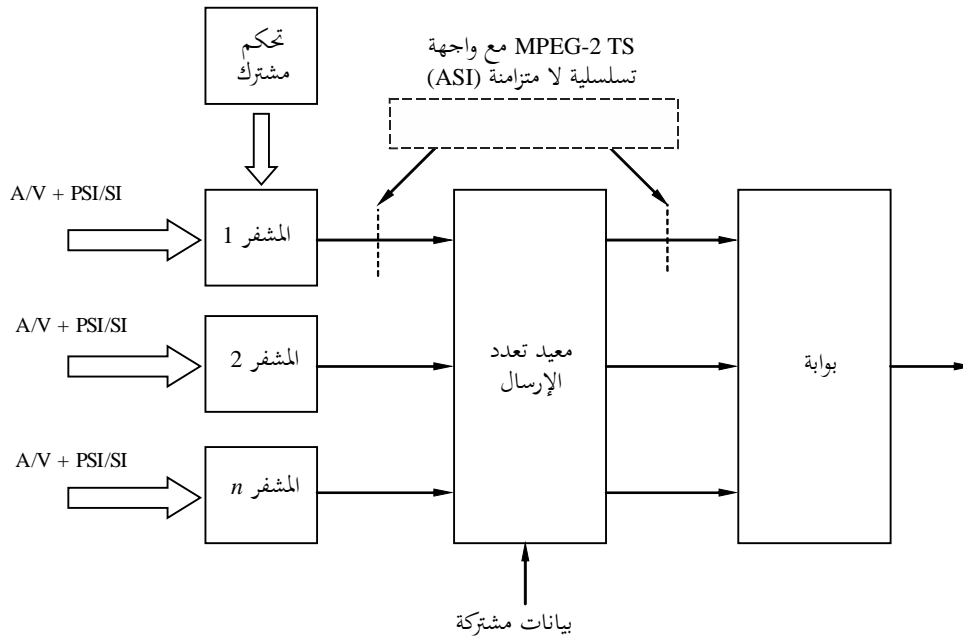 تحكم
مشترك
MPEG-2 TS مع واجهة
تسلسلية لا متزامنة (ASI)
A/V + PSI/SI
المشفر 1
A/V + PSI/SI
المشفر 2
معيد تعدد
الإرسال
بوابة
A/V + PSI/SI
المشفر n
بيانات مشتركة